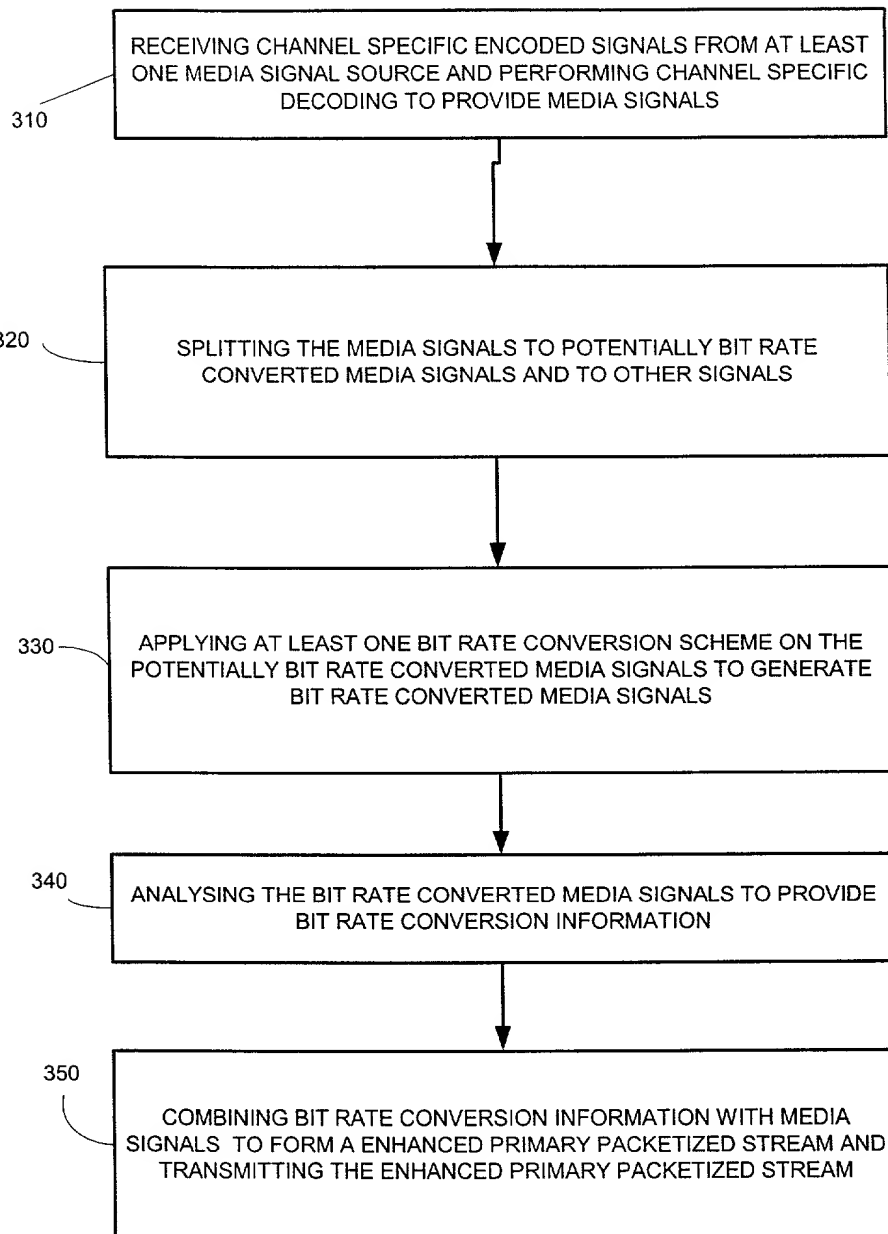 RECEIVING CHANNEL SPECIFIC ENCODED SIGNALS FROM AT LEAST
ONE MEDIA SIGNAL SOURCE AND PERFORMING CHANNEL SPECIFIC
DECODING TO PROVIDE MEDIA SIGNALS
310
SPLITTING THE MEDIA SIGNALS TO POTENTIALLY BIT RATE
CONVERTED MEDIA SIGNALS AND TO OTHER SIGNALS
320
APPLYING AT LEAST ONE BIT RATE CONVERSION SCHEME ON THE
POTENTIALLY BIT RATE CONVERTED MEDIA SIGNALS TO GENERATE
BIT RATE CONVERTED MEDIA SIGNALS
330
ANALYSING THE BIT RATE CONVERTED MEDIA SIGNALS TO PROVIDE
BIT RATE CONVERSION INFORMATION
340
COMBINING BIT RATE CONVERSION INFORMATION WITH MEDIA
SIGNALS TO FORM A ENHANCED PRIMARY PACKETIZED STREAM AND
TRANSMITTING THE ENHANCED PRIMARY PACKETIZED STREAM
350